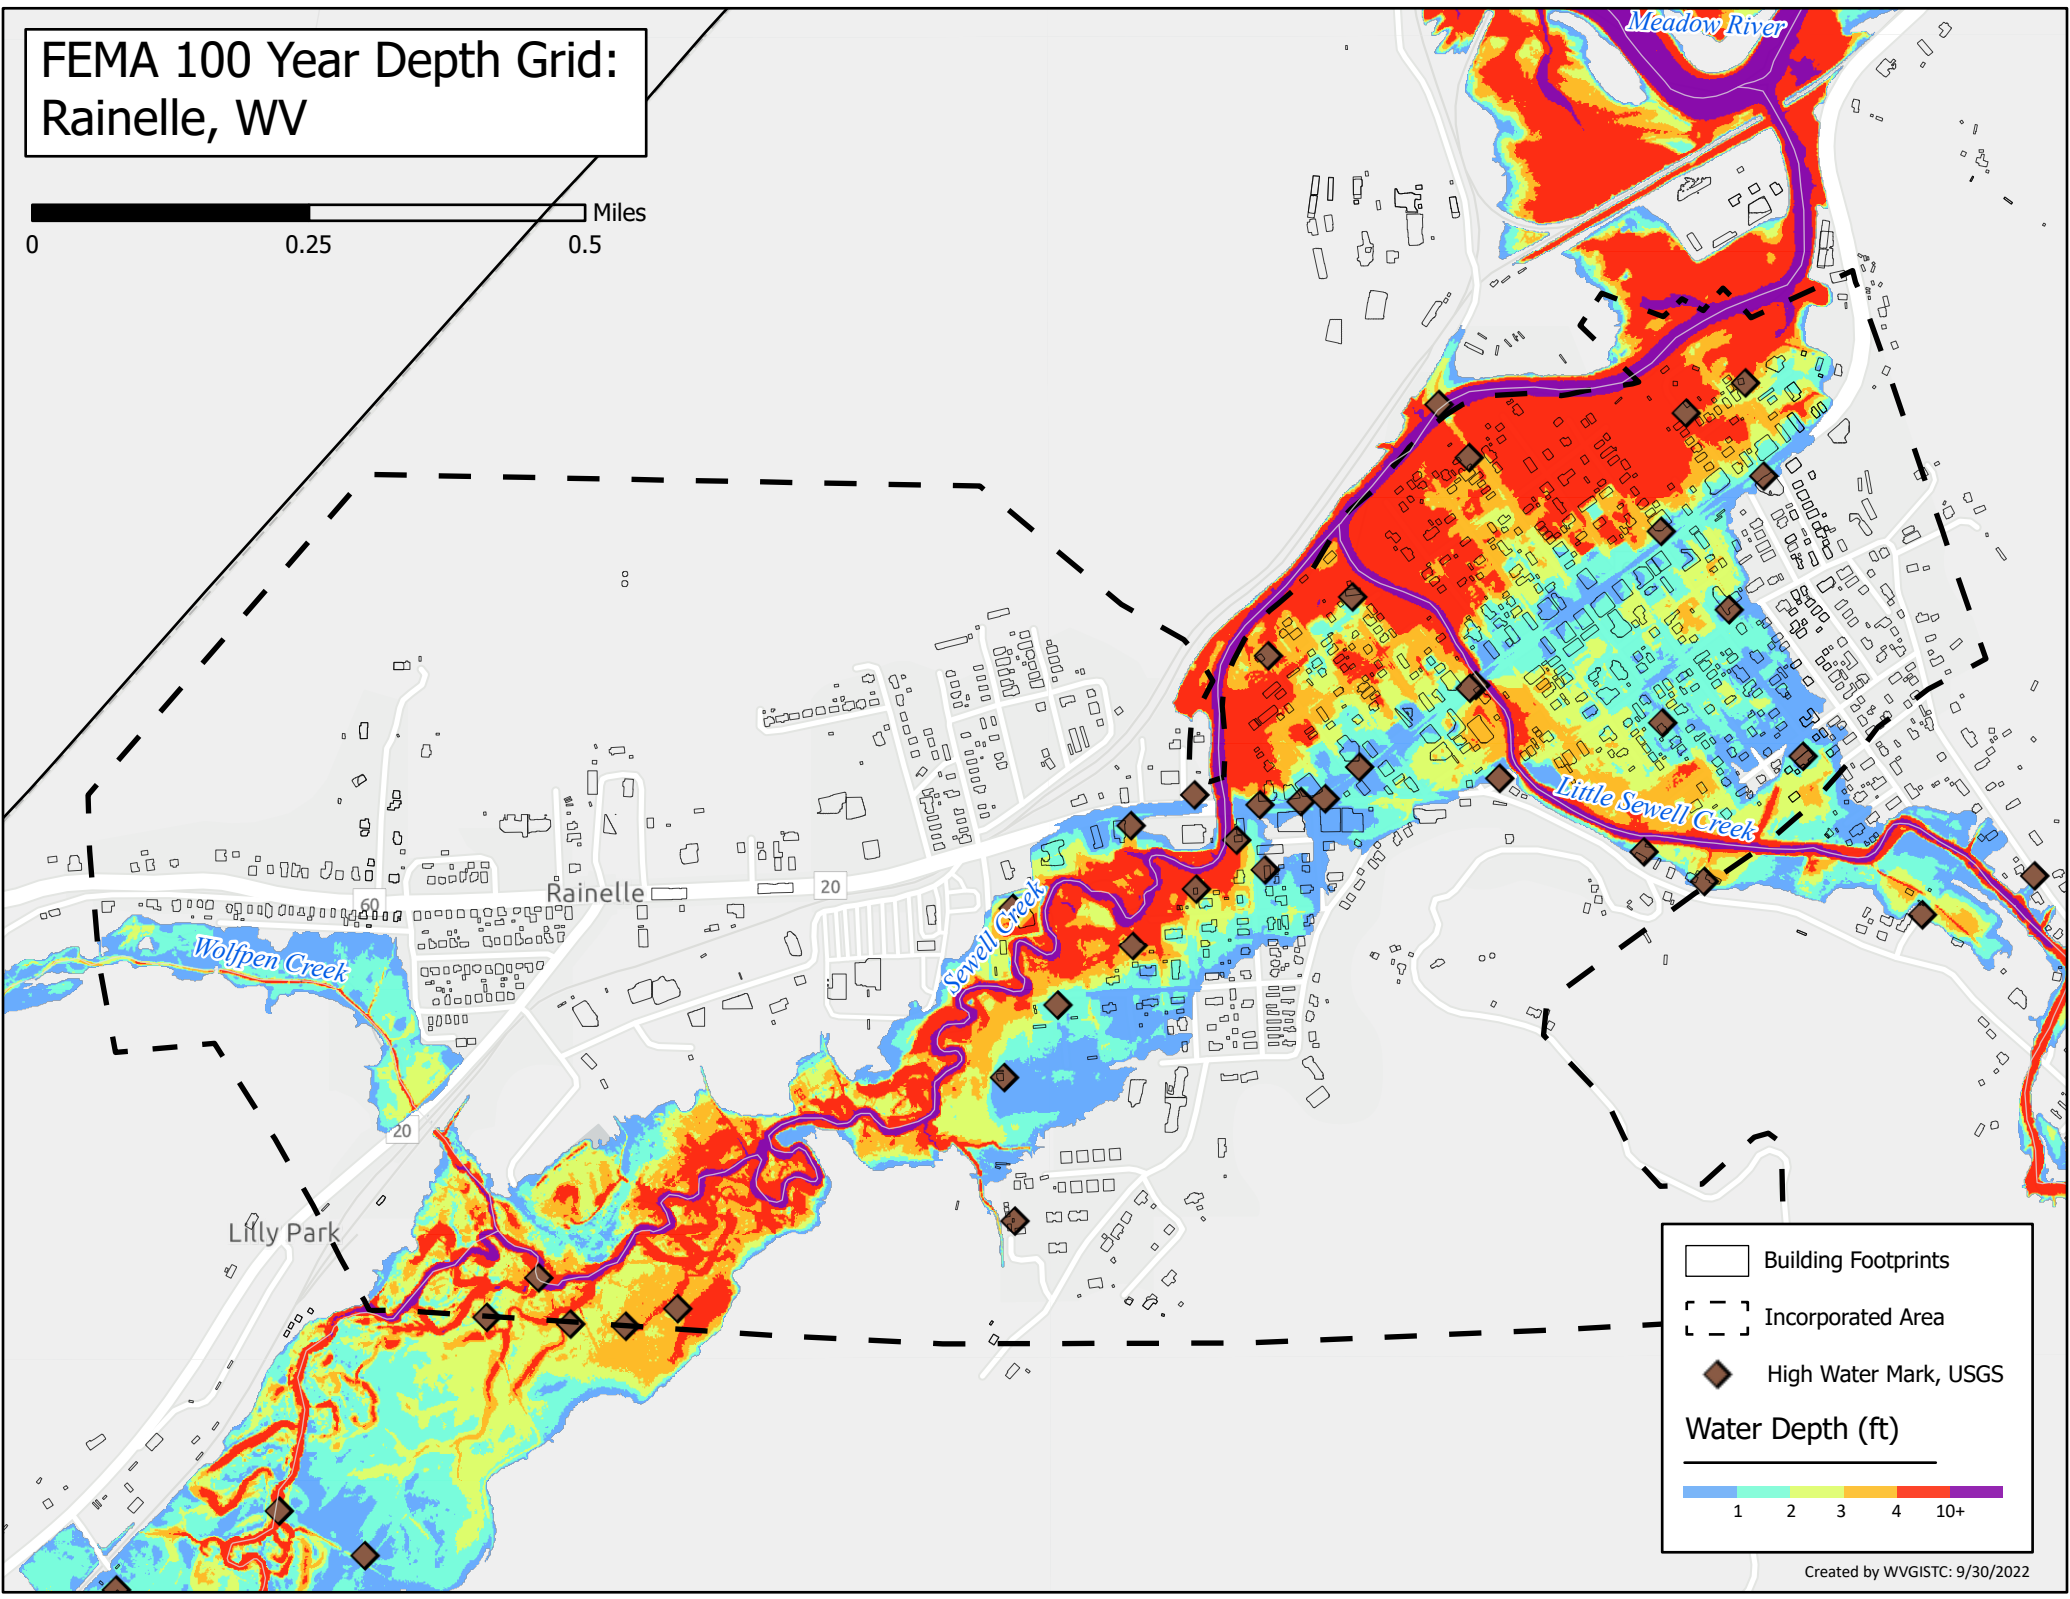 FEMA 100 Year Depth Grid:
Rainelle, WV
Miles
0 0.25 0.5
Meadow River
Little Sewell Creek
Sewell Creek
Rainelle
20
60
Wolfpen Creek
20
Lilly Park
Building Footprints
Incorporated Area
High Water Mark, USGS
Water Depth (ft)
1 2 3 4 10+
Created by WVGISTC: 9/30/2022